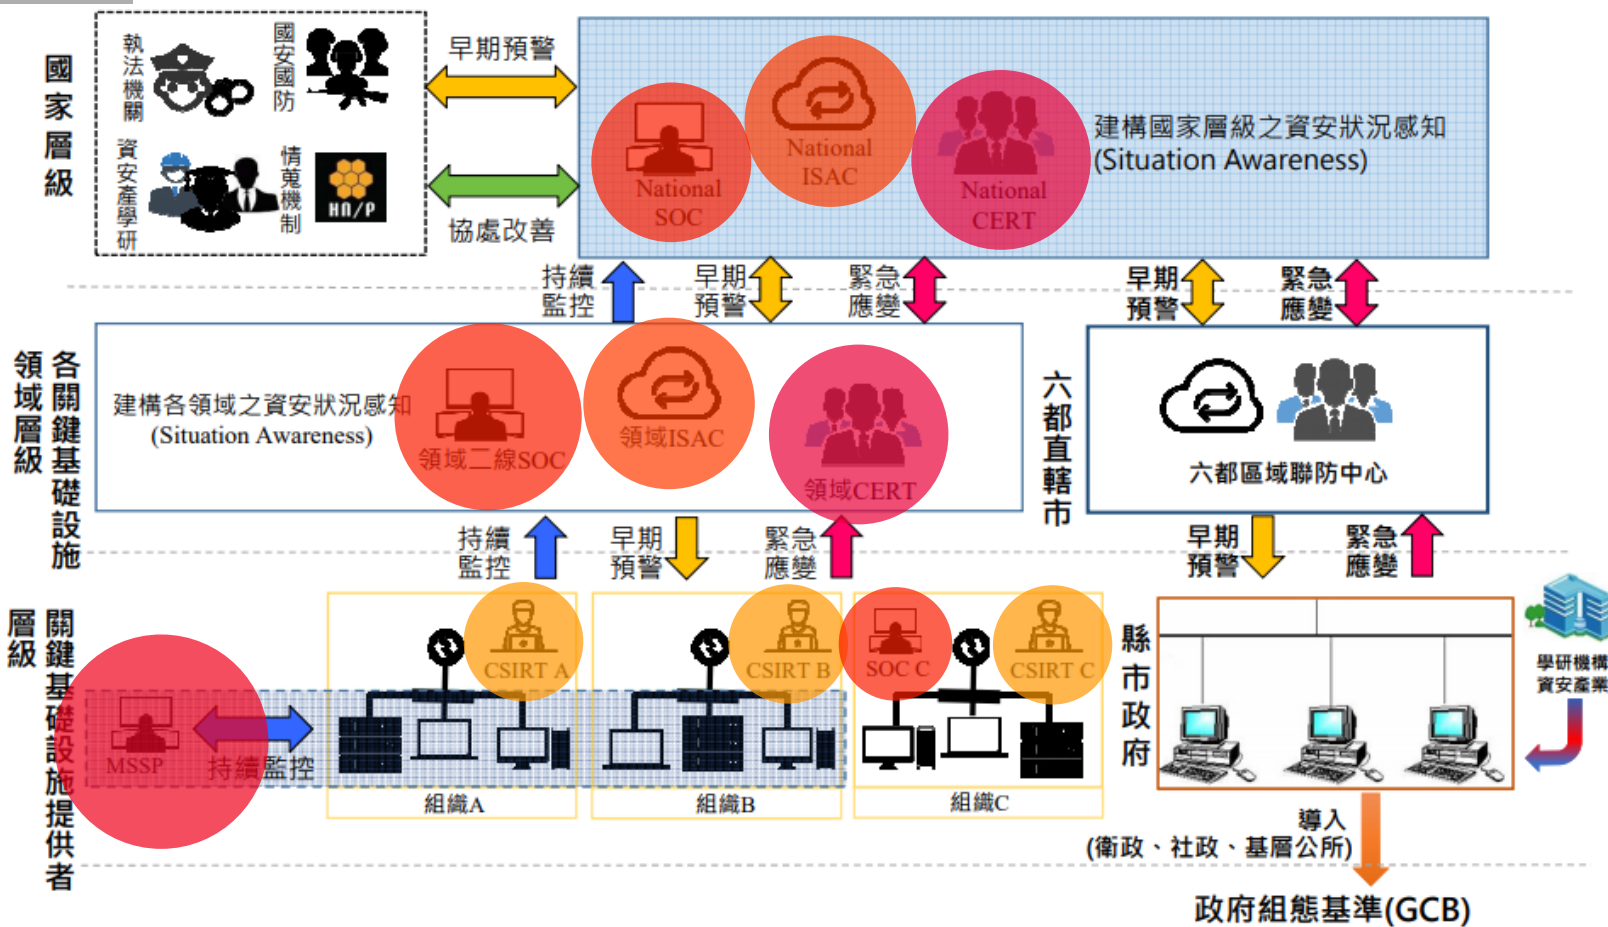 國家層級
執法機關
國安國防
資安產學研
情蒐機制
HN/P
早期預警
協處改善
National
SOC
National
ISAC
National
CERT
建構國家層級之資安狀況感知
(Situation Awareness)
持續
監控
早期
預警
緊急
應變
早期
預警
緊急
應變
各關鍵基礎設施
領域層級
建構各領域之資安狀況感知
(Situation Awareness)
領域二線SOC
領域ISAC
領域CERT
六都直轄市
六都區域聯防中心
持續
監控
早期
預警
緊急
應變
早期
預警
緊急
應變
關鍵基礎設施提供者
層級
MSSP
持續監控
CSIRT A
組織A
CSIRT B
組織B
SOC C
CSIRT C
組織C
縣市政府
學研機構
資安產業
導入
(衛政、社政、基層公所)
政府組態基準(GCB)